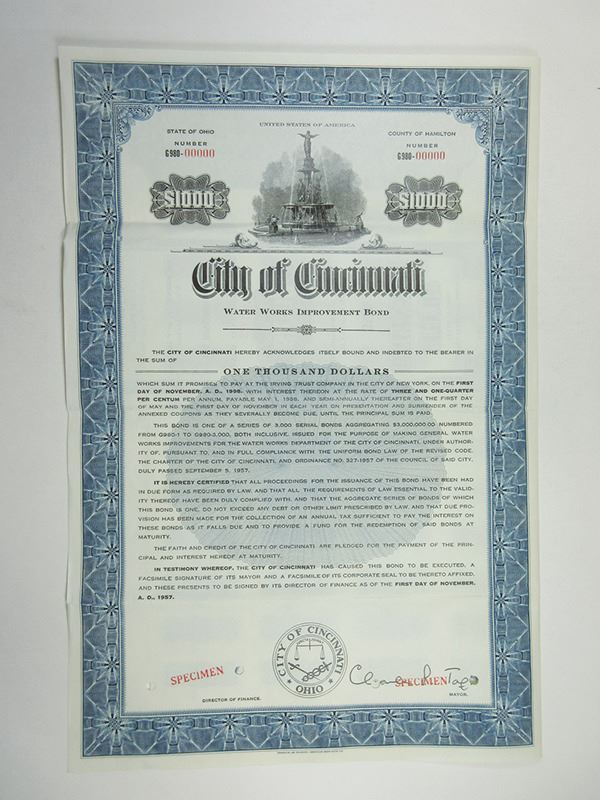 UNITED STATES OF AMERICA
STATE OF OHIO
COUNTY OF HAMILTON
NUMBER
NUMBER
G980-00000
G980-00000
$1000
$1000
City of Cincinnati
WATER WORKS IMPROVEMENT BOND
THE CITY OF CINCINNATI HEREBY ACKNOWLEDGES ITSELF BOUND AND INDEBTED TO THE BEARER IN
THE SUM OF
ONE THOUSAND DOLLARS
WHICH SUM IT PROMISES TO PAY AT THE IRVING TRUST COMPANY IN THE CITY OF NEW YORK, ON THE FIRST
DAY OF NOVEMBER, A. D., 1998, WITH INTEREST THEREON AT THE RATE OF THREE AND ONE-QUARTER
PER CENTUM PER ANNUM, PAYABLE MAY 1, 1958, AND SEMI-ANNUALLY THEREAFTER ON THE FIRST
DAY OF MAY AND THE FIRST DAY OF NOVEMBER IN EACH YEAR ON PRESENTATION AND SURRENDER OF THE
ANNEXED COUPONS AS THEY SEVERALLY BECOME DUE, UNTIL THE PRINCIPAL SUM IS PAID.
THIS BOND IS ONE OF A SERIES OF 3,000 SERIAL BONDS AGGREGATING $3,000,000.00 NUMBERED
FROM G980-1 TO G980-3,000, BOTH INCLUSIVE, ISSUED FOR THE PURPOSE OF MAKING GENERAL WATER
WORKS IMPROVEMENTS FOR THE WATER WORKS DEPARTMENT OF THE CITY OF CINCINNATI, UNDER AUTHOR-
ITY OF, PURSUANT TO, AND IN FULL COMPLIANCE WITH THE UNIFORM BOND LAW OF THE REVISED CODE,
THE CHARTER OF THE CITY OF CINCINNATI, AND ORDINANCE NO. 327-1957 OF THE COUNCIL OF SAID CITY,
DULY PASSED SEPTEMBER 5, 1957.
IT IS HEREBY CERTIFIED THAT ALL PROCEEDINGS FOR THE ISSUANCE OF THIS BOND HAVE BEEN HAD
IN DUE FORM AS REQUIRED BY LAW, AND THAT ALL THE REQUIREMENTS OF LAW ESSENTIAL TO THE VALID-
ITY THEREOF HAVE BEEN DULY COMPLIED WITH, AND THAT THE AGGREGATE SERIES OF BONDS OF WHICH
THIS BOND IS ONE, DO NOT EXCEED ANY DEBT OR OTHER LIMIT PRESCRIBED BY LAW, AND THAT DUE PRO-
VISION HAS BEEN MADE FOR THE COLLECTION OF AN ANNUAL TAX SUFFICIENT TO PAY THE INTEREST ON
THESE BONDS AS IT FALLS DUE AND TO PROVIDE A FUND FOR THE REDEMPTION OF SAID BONDS AT
MATURITY.
THE FAITH AND CREDIT OF THE CITY OF CINCINNATI ARE PLEDGED FOR THE PAYMENT OF THE PRIN-
CIPAL AND INTEREST HEREOF AT MATURITY.
IN TESTIMONY WHEREOF, THE CITY OF CINCINNATI HAS CAUSED THIS BOND TO BE EXECUTED, A
FACSIMILE SIGNATURE OF ITS MAYOR AND A FACSIMILE OF ITS CORPORATE SEAL TO BE THERETO AFFIXED,
AND THESE PRESENTS TO BE SIGNED BY ITS DIRECTOR OF FINANCE AS OF THE FIRST DAY OF NOVEMBER,
A. D., 1957.
CITY OF CINCINNATI
OHIO
SPECIMEN
SPECIMEN
DIRECTOR OF FINANCE.
MAYOR.